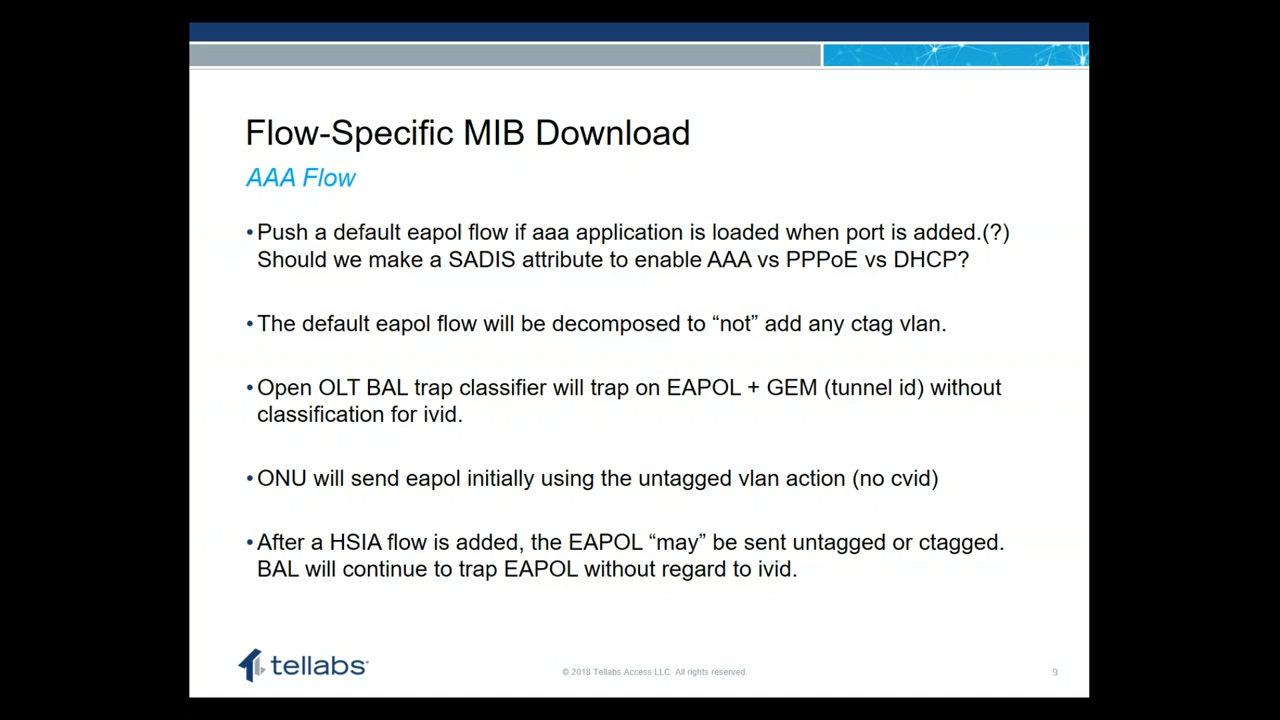 Flow-Specific MIB Download
AAA Flow
•Push a default eapol flow if aaa application is loaded when port is added.(?)
Should we make a SADIS attribute to enable AAA vs PPPoE vs DHCP?
•The default eapol flow will be decomposed to “not” add any ctag vlan.
•Open OLT BAL trap classifier will trap on EAPOL + GEM (tunnel id) without
classification for ivid.
•ONU will send eapol initially using the untagged vlan action (no cvid)
•After a HSIA flow is added, the EAPOL “may” be sent untagged or ctagged.
BAL will continue to trap EAPOL without regard to ivid.
tellabs
© 2018 Tellabs Access LLC All rights reserved.
9